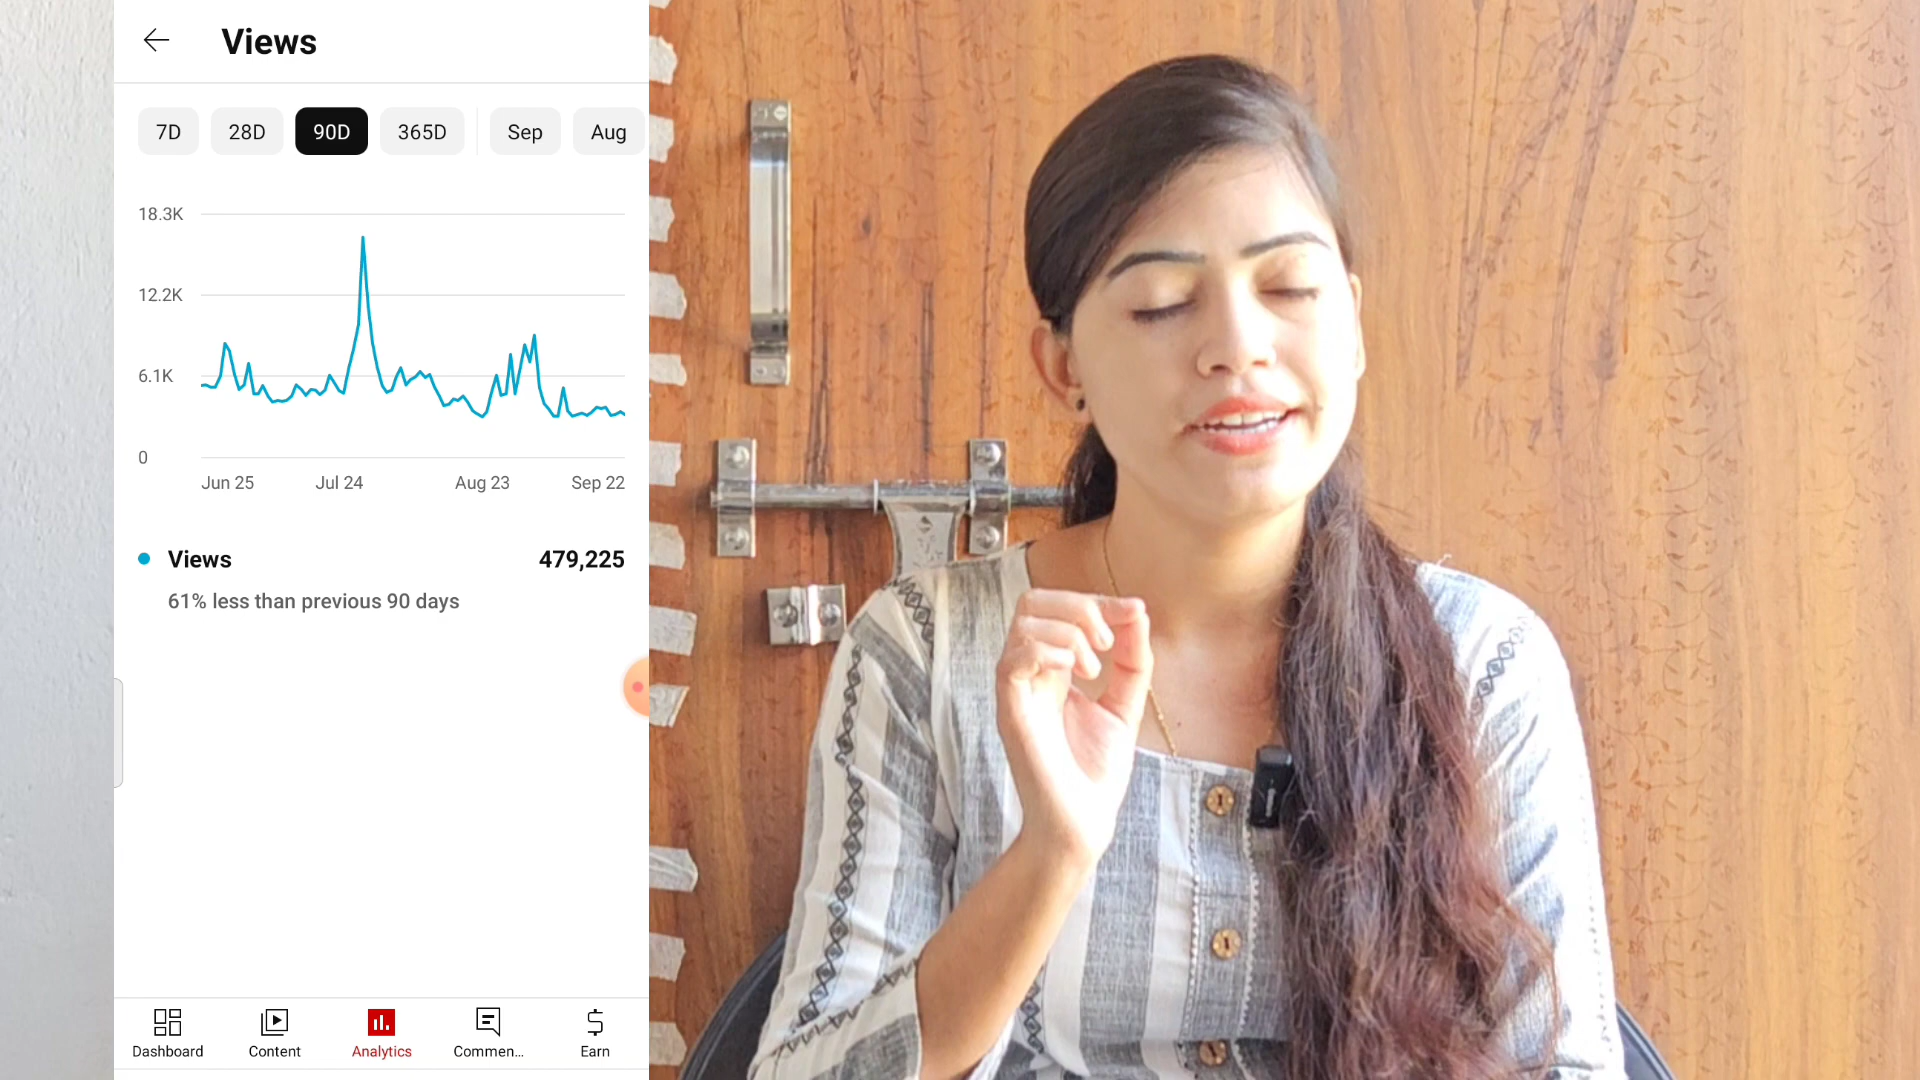 Views
7D 28D 90D 365D Sep Aug
18.3K
12.2K
6.1K
0
Jun 25 Jul 24 Aug 23 Sep 22
Views 479,225
61% less than previous 90 days
Dashboard Content Analytics Commen... Earn